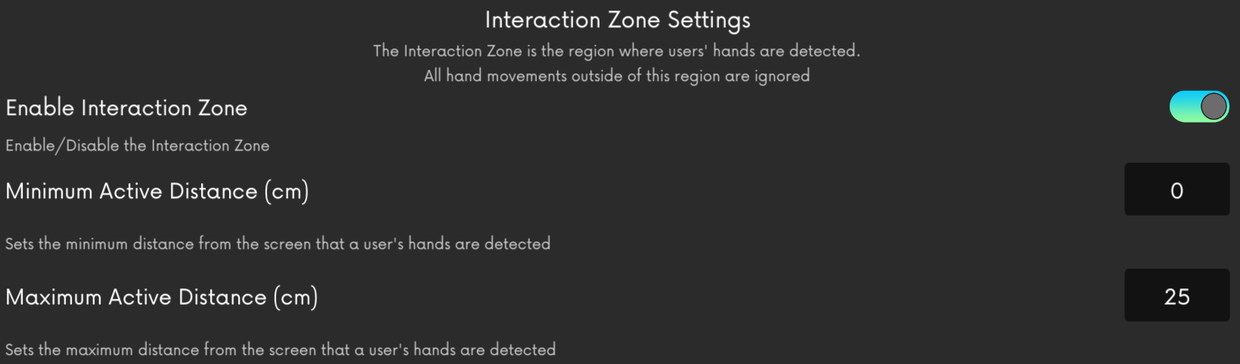 Interaction Zone Settings
The Interaction Zone is the region where users' hands are detected.
All hand movements outside of this region are ignored
Enable Interaction Zone
Enable/Disable the Interaction Zone
Minimum Active Distance (cm)
0
Sets the minimum distance from the screen that a user's hands are detected
Maximum Active Distance (cm)
25
Sets the maximum distance from the screen that a user's hands are detected